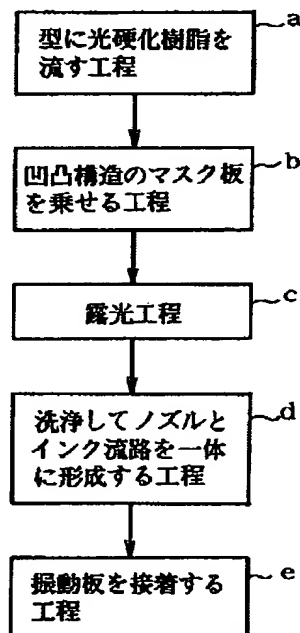 型に光硬化樹脂を
流す工程
a
凹凸構造のマスク板
を乗せる工程
b
露光工程
c
洗浄してノズルと
インク流路を一体
に形成する工程
d
振動板を接着する
工程
e